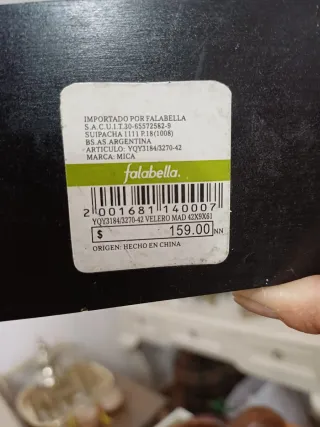 IMPORTADO POR FALABELLA
S.A.C.U.I.T.30-65572582-9
SUIPACHA 1111 P.18(1008)
BS.AS ARGENTINA
ARTICULO: YQY3184/3270-42
MARCA: MICA
falabella.
2 001681 140007
YQY3184/3270-42 VELERO MAD 42X9X61
$ 159.00 NN
ORIGEN: HECHO EN CHINA